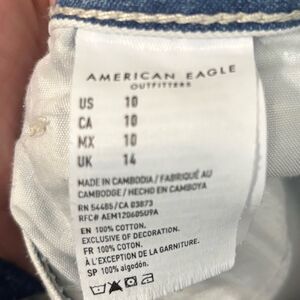 AMERICAN EAGLE
OUTFITTERS
US 10
CA 10
MX 10
UK 14
MADE IN CAMBODIA / FABRIQUÉ AU
CAMBODGE / HECHO EN CAMBOYA
RN 54485 / CA 03873
RFC# AEM120605U9A
EN 100% COTTON.
EXCLUSIVE OF DECORATION.
FR 100% COTON.
À L'EXCEPTION DE LA GARNITURE.
SP 100% algodón.